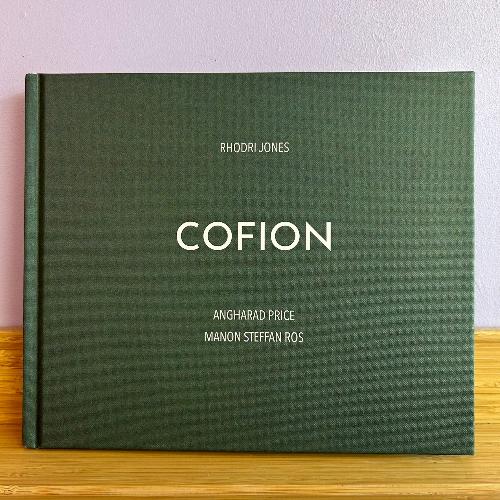 RHODRI JONES
COFION
ANGHARAD PRICE
MANON STEFFAN ROS